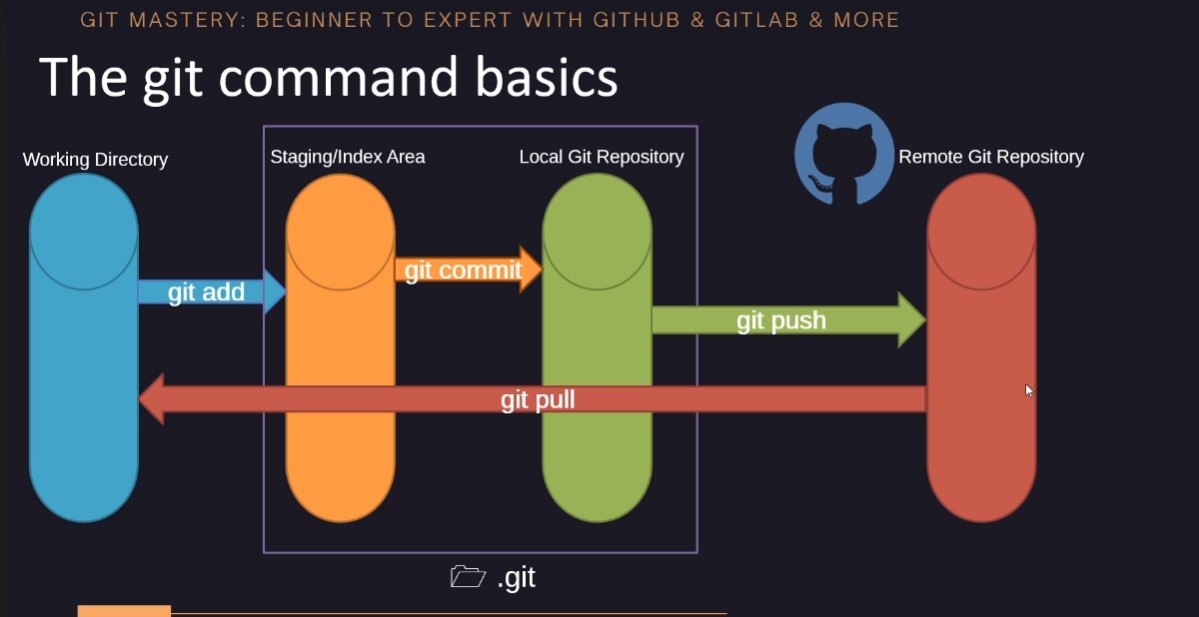 GIT MASTERY: BEGINNER TO EXPERT WITH GITHUB & GITLAB & MORE
The git command basics
Working Directory
Staging/Index Area
Local Git Repository
Remote Git Repository
git add
git commit
git push
git pull
.git